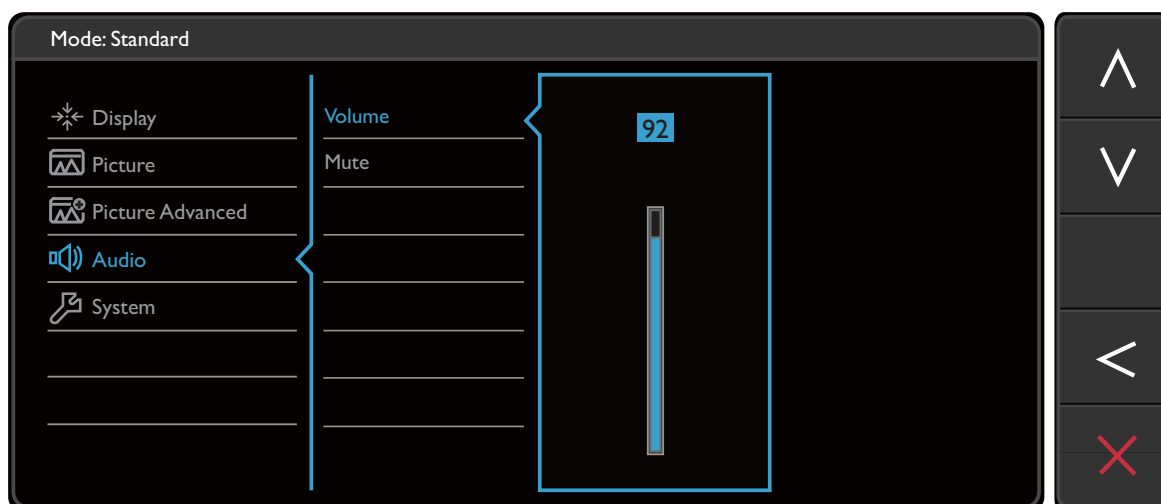 Mode: Standard
Display
Picture
Picture Advanced
Audio
System
Volume
Mute
92